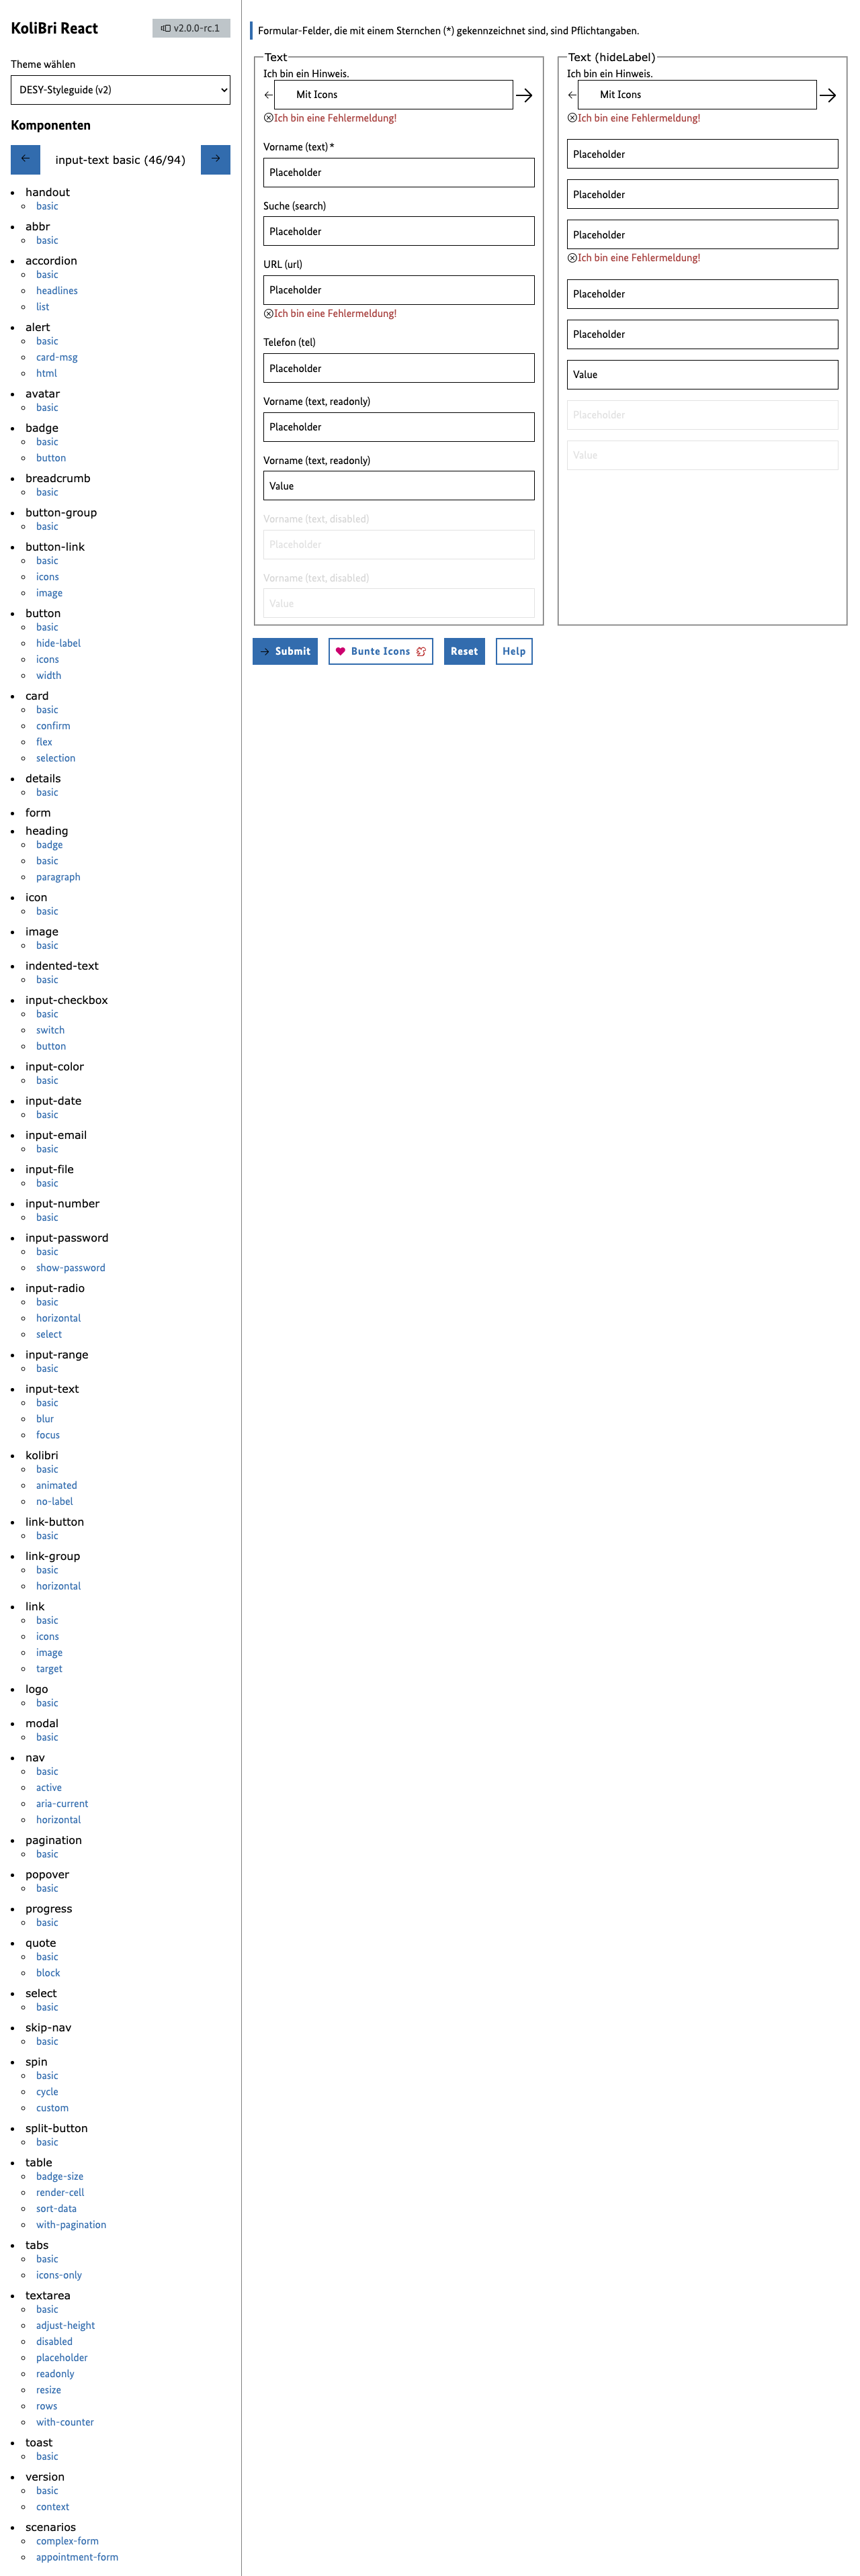 KoliBri React
v2.0.0-rc.1
Theme wählen
DESY-Styleguide (v2)
Komponenten
input-text basic (46/94)
handout
basic
abbr
basic
accordion
basic
headlines
list
alert
basic
card-msg
html
avatar
basic
badge
basic
button
breadcrumb
basic
button-group
basic
button-link
basic
icons
image
button
basic
hide-label
icons
width
card
basic
confirm
flex
selection
details
basic
form
heading
badge
basic
paragraph
icon
basic
image
basic
indented-text
basic
input-checkbox
basic
switch
button
input-color
basic
input-date
basic
input-email
basic
input-file
basic
input-number
basic
input-password
basic
show-password
input-radio
basic
horizontal
select
input-range
basic
input-text
basic
blur
focus
kolibri
basic
animated
no-label
link-button
basic
link-group
basic
horizontal
link
basic
icons
image
target
logo
basic
modal
basic
nav
basic
active
aria-current
horizontal
pagination
basic
popover
basic
progress
basic
quote
basic
block
select
basic
skip-nav
basic
spin
basic
cycle
custom
split-button
basic
table
badge-size
render-cell
sort-data
with-pagination
tabs
basic
icons-only
textarea
basic
adjust-height
disabled
placeholder
readonly
resize
rows
with-counter
toast
basic
version
basic
context
scenarios
complex-form
appointment-form
Formular-Felder, die mit einem Sternchen (*) gekennzeichnet sind, sind Pflichtangaben.
Text
Ich bin ein Hinweis.
Mit Icons
Ich bin eine Fehlermeldung!
Vorname (text) *
Placeholder
Suche (search)
Placeholder
URL (url)
Placeholder
Ich bin eine Fehlermeldung!
Telefon (tel)
Placeholder
Vorname (text, readonly)
Placeholder
Vorname (text, readonly)
Value
Vorname (text, disabled)
Placeholder
Vorname (text, disabled)
Value
Text (hideLabel)
Ich bin ein Hinweis.
Mit Icons
Ich bin eine Fehlermeldung!
Placeholder
Placeholder
Placeholder
Ich bin eine Fehlermeldung!
Placeholder
Placeholder
Value
Placeholder
Value
Submit
Bunte Icons
Reset
Help